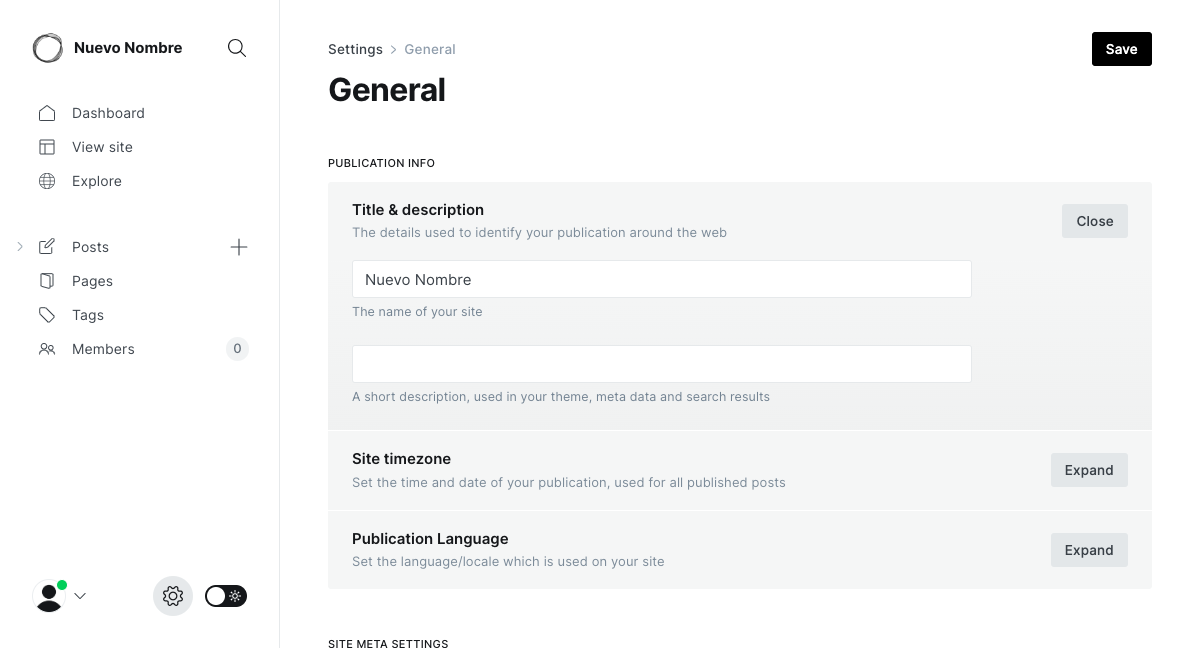 Nuevo Nombre
Dashboard
View site
Explore
Posts
Pages
Tags
Members 0
Settings > General
Save
General
PUBLICATION INFO
Title & description
The details used to identify your publication around the web
Close
Nuevo Nombre
The name of your site
A short description, used in your theme, meta data and search results
Site timezone
Set the time and date of your publication, used for all published posts
Expand
Publication Language
Set the language/locale which is used on your site
Expand
SITE META SETTINGS